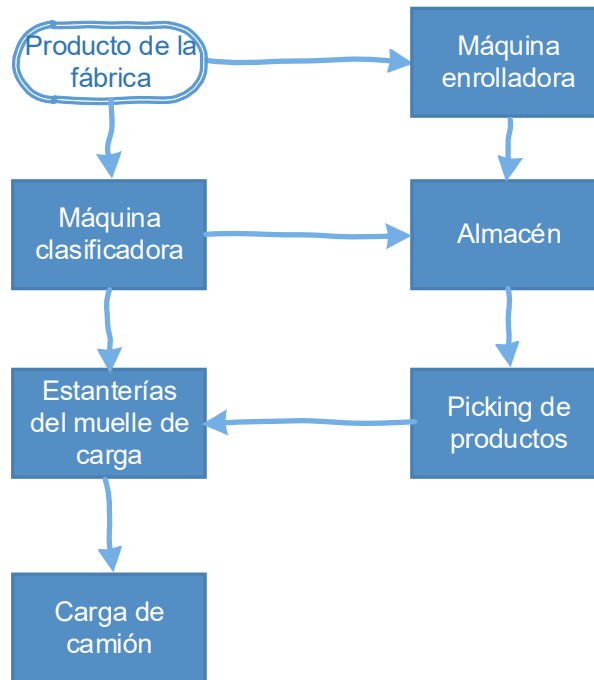 Producto de la
fábrica
Máquina
enrolladora
Máquina
clasificadora
Almacén
Estanterías
del muelle de
carga
Picking de
productos
Carga de
camión